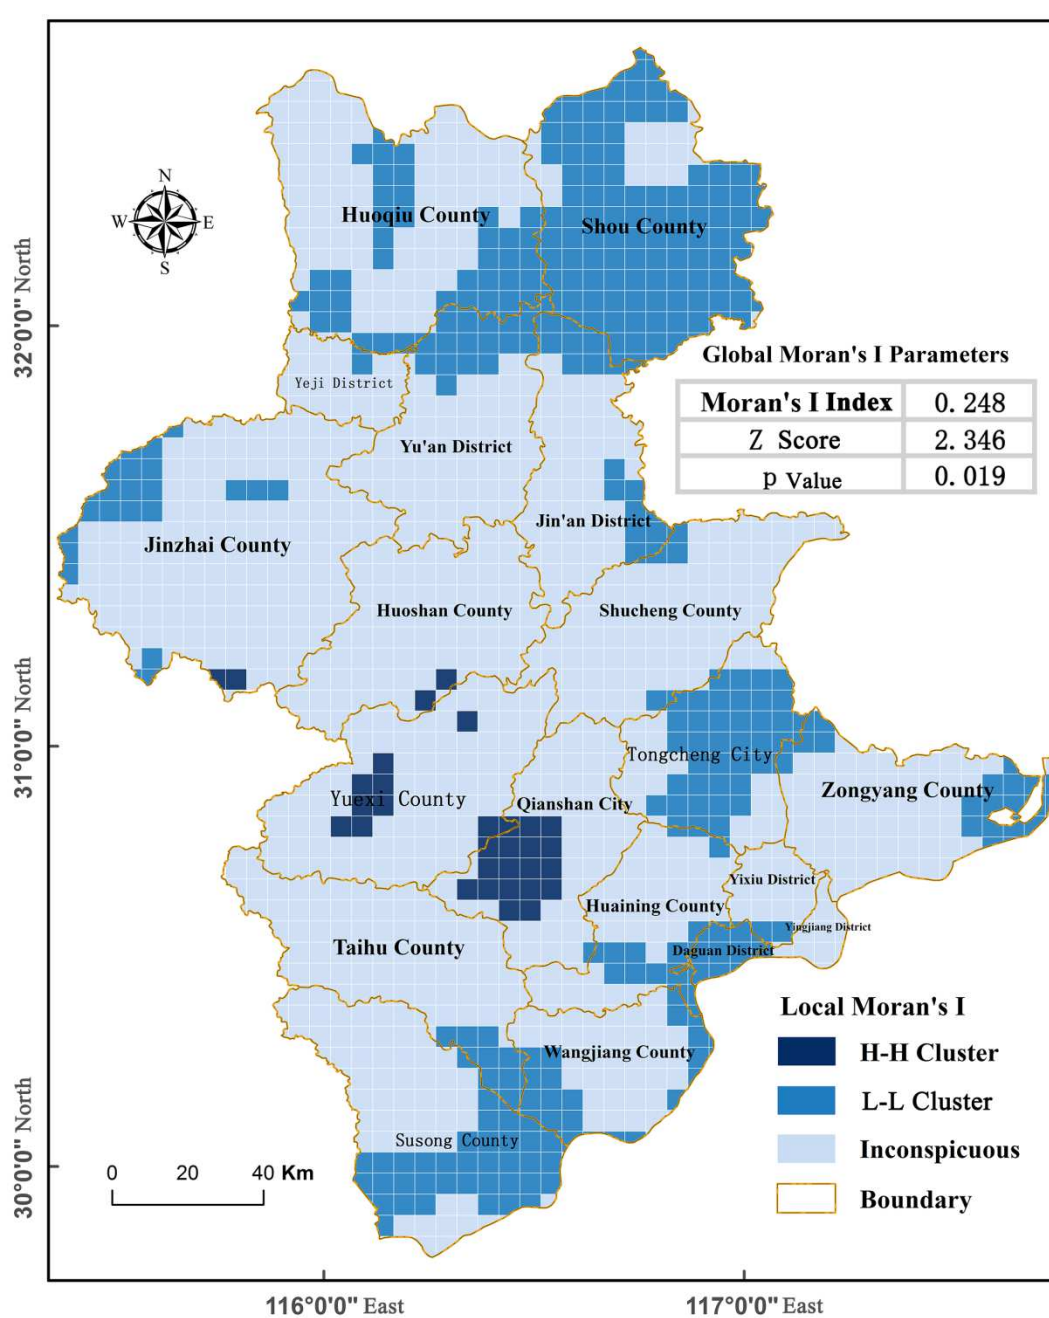 N
W E
S
Huoqiu County
Shou County
32°0'0" North
Global Moran's I Parameters
Moran's I Index 0.248
Z Score 2.346
p Value 0.019
Yeji District
Yu'an District
Jin'an District
Jinzhai County
Huoshan County
Shucheng County
31°0'0" North
Tongcheng City
Yuexi County
Qianshan City
Zongyang County
Yixiu District
Huaining County
Yingjiang District
Taihu County
Daguan District
Local Moran's I
Wangjiang County
H-H Cluster
L-L Cluster
Susong County
Inconspicuous
0 20 40 Km
30°0'0" North
Boundary
116°0'0" East
117°0'0" East